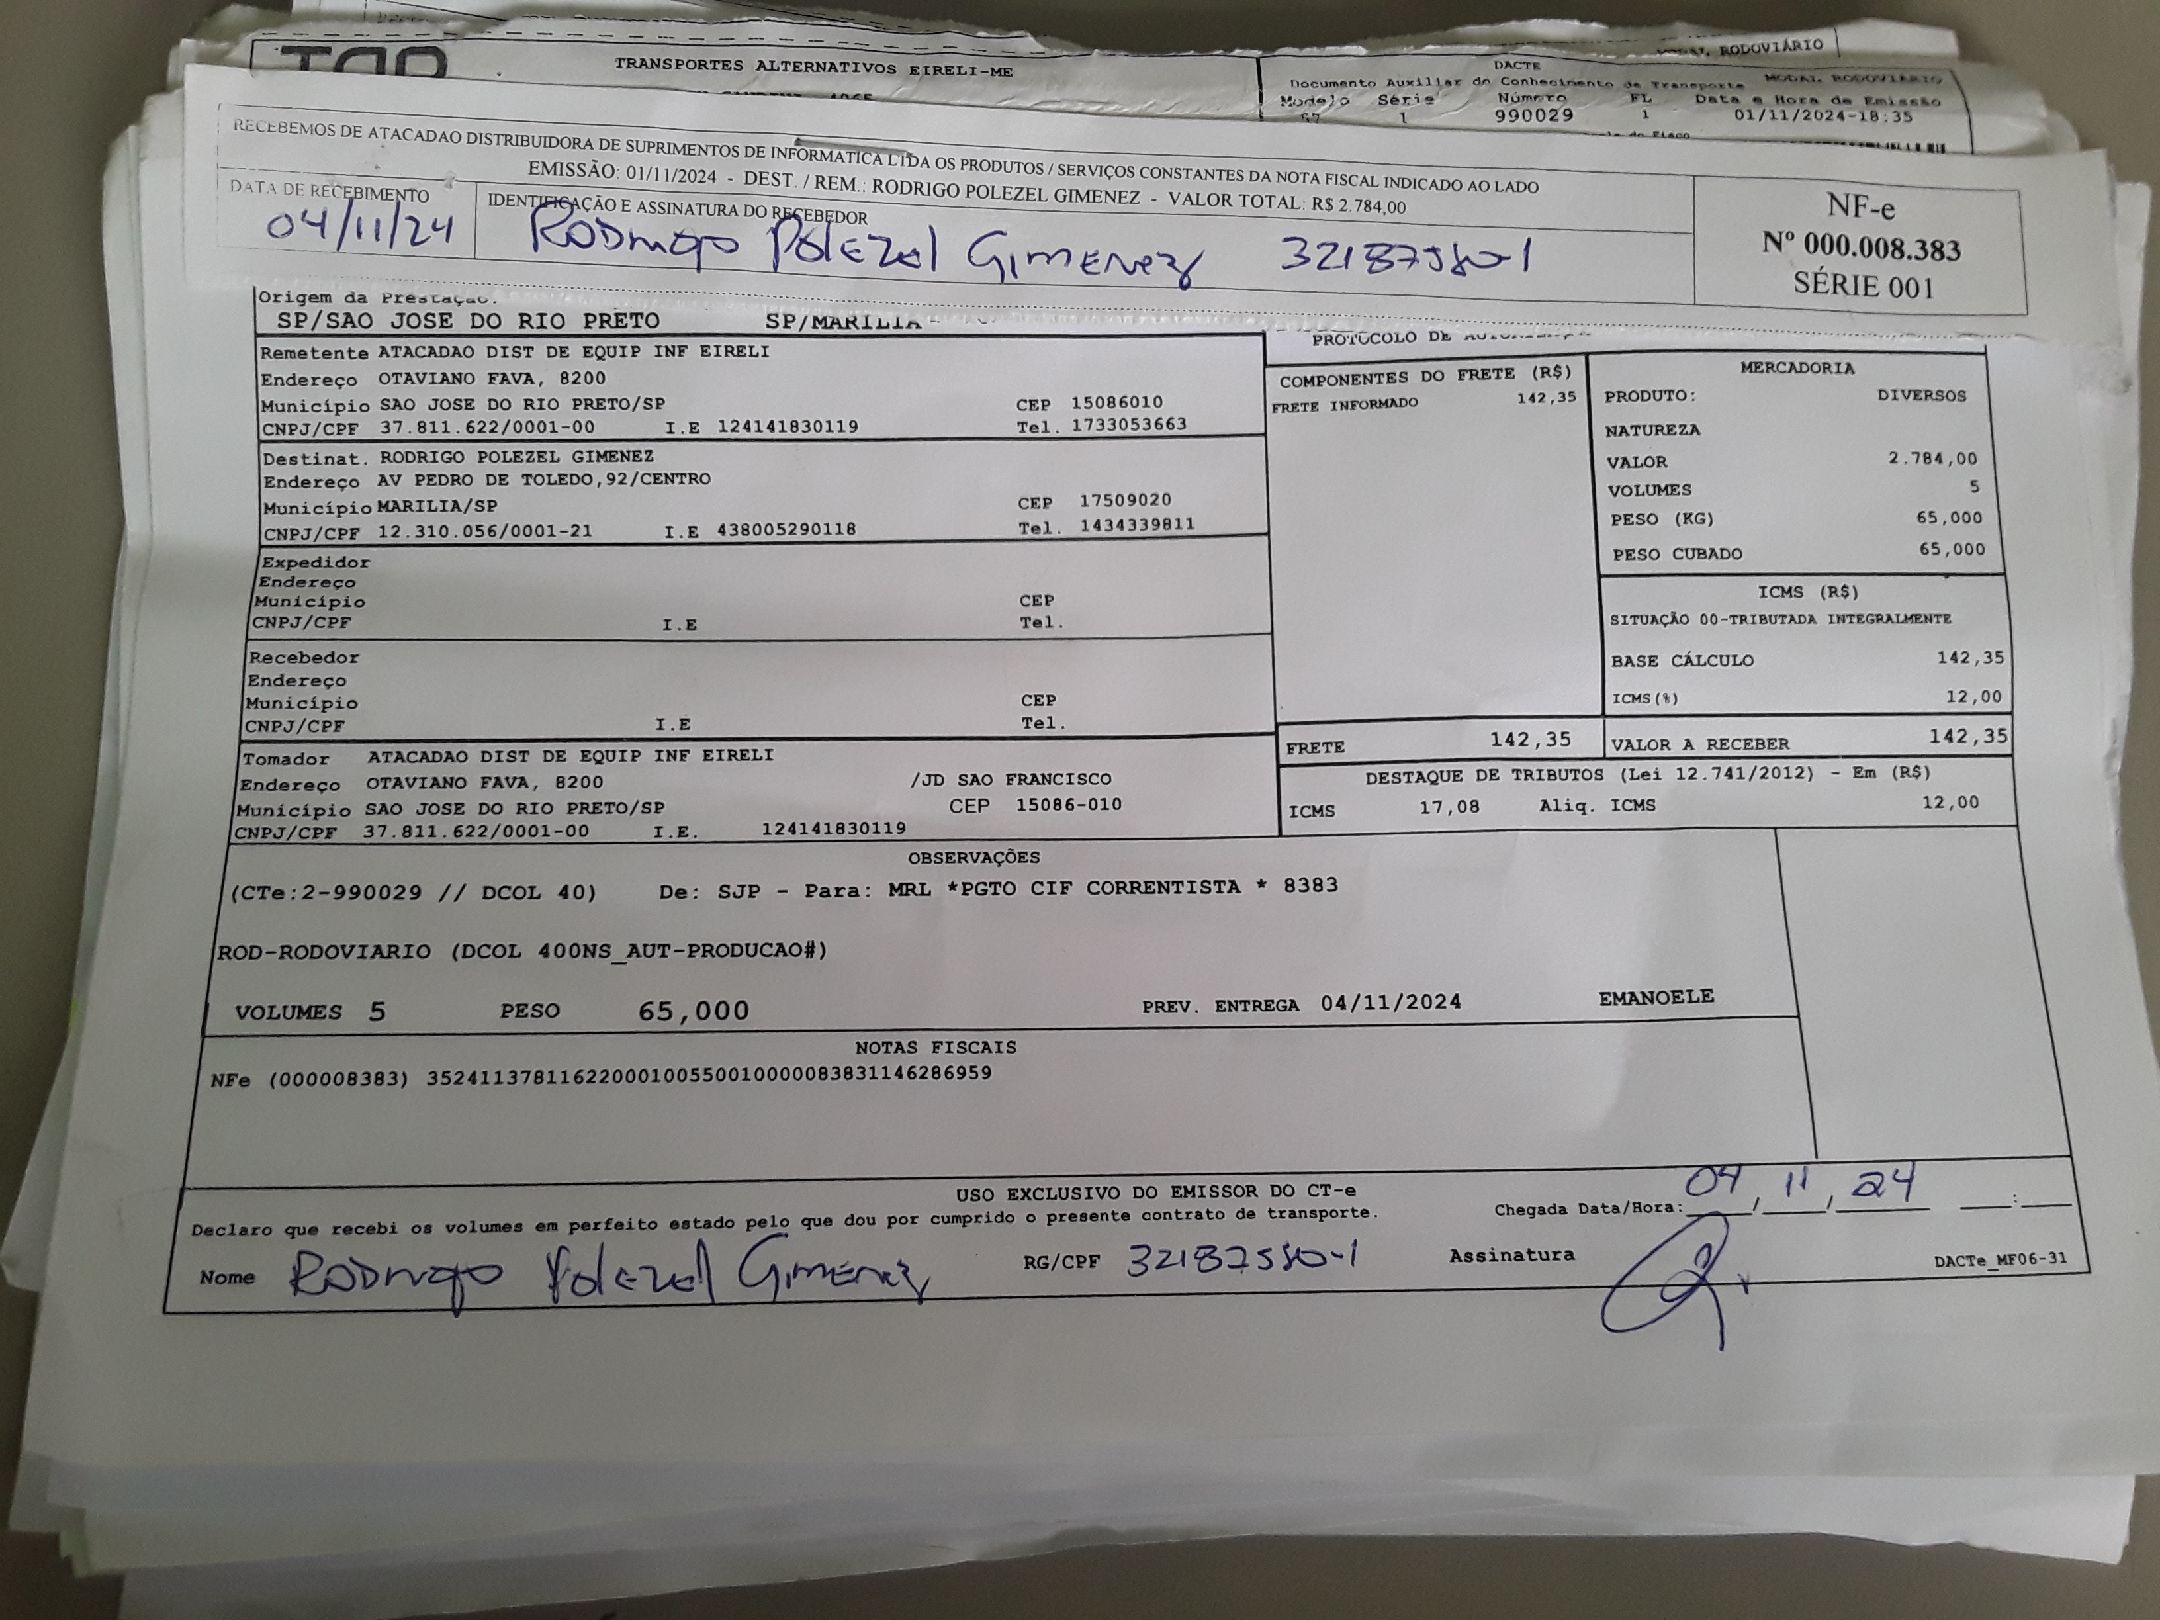 MODAL RODOVIÁRIO
TRANSPORTES ALTERNATIVOS EIRELI-ME
DACTE
Documento Auxiliar do Conhecimento de Transporte MODAL RODOVIARIO
Modelo Série Número FL Data e Hora de Emissão
57 1 990029 1 01/11/2024-18:35
RECEBEMOS DE ATACADAO DISTRIBUIDORA DE SUPRIMENTOS DE INFORMATICA LTDA OS PRODUTOS / SERVIÇOS CONSTANTES DA NOTA FISCAL INDICADO AO LADO
EMISSÃO: 01/11/2024 - DEST. / REM.: RODRIGO POLEZEL GIMENEZ - VALOR TOTAL: R$ 2.784,00
DATA DE RECEBIMENTO
04/11/24
IDENTIFICAÇÃO E ASSINATURA DO RECEBEDOR
RODRIGO POLEZEL GIMENEZ 32187580-1
NF-e
Nº 000.008.383
SÉRIE 001
Origem da Prestação.
SP/SAO JOSE DO RIO PRETO SP/MARILIA
Remetente ATACADAO DIST DE EQUIP INF EIRELI
Endereço OTAVIANO FAVA, 8200
Município SAO JOSE DO RIO PRETO/SP CEP 15086010
CNPJ/CPF 37.811.622/0001-00 I.E 124141830119 Tel. 1733053663
Destinat. RODRIGO POLEZEL GIMENEZ
Endereço AV PEDRO DE TOLEDO,92/CENTRO
Município MARILIA/SP CEP 17509020
CNPJ/CPF 12.310.056/0001-21 I.E 438005290118 Tel. 1434339811
Expedidor
Endereço
Município CEP
CNPJ/CPF I.E Tel.
Recebedor
Endereço
Município CEP
CNPJ/CPF I.E Tel.
Tomador ATACADAO DIST DE EQUIP INF EIRELI
Endereço OTAVIANO FAVA, 8200 /JD SAO FRANCISCO
Município SAO JOSE DO RIO PRETO/SP CEP 15086-010
CNPJ/CPF 37.811.622/0001-00 I.E. 124141830119
PROTOCOLO DE
COMPONENTES DO FRETE (R$)
FRETE INFORMADO 142,35
FRETE 142,35
MERCADORIA
PRODUTO: DIVERSOS
NATUREZA
VALOR 2.784,00
VOLUMES 5
PESO (KG) 65,000
PESO CUBADO 65,000
ICMS (R$)
SITUAÇÃO 00-TRIBUTADA INTEGRALMENTE
BASE CÁLCULO 142,35
ICMS(%) 12,00
VALOR A RECEBER 142,35
DESTAQUE DE TRIBUTOS (Lei 12.741/2012) - Em (R$)
ICMS 17,08 Aliq. ICMS 12,00
OBSERVAÇÕES
(CTe:2-990029 // DCOL 40) De: SJP - Para: MRL *PGTO CIF CORRENTISTA * 8383
ROD-RODOVIARIO (DCOL 400NS_AUT-PRODUCAO#)
VOLUMES 5 PESO 65,000 PREV. ENTREGA 04/11/2024 EMANOELE
NOTAS FISCAIS
NFe (000008383) 35241137811622000100550010000083831146286959
USO EXCLUSIVO DO EMISSOR DO CT-e
Declaro que recebi os volumes em perfeito estado pelo que dou por cumprido o presente contrato de transporte.
Chegada Data/Hora: 04/11/24 __:__
Nome RODRIGO POLEZEL GIMENEZ RG/CPF 32187580-1 Assinatura
DACTe_MF06-31